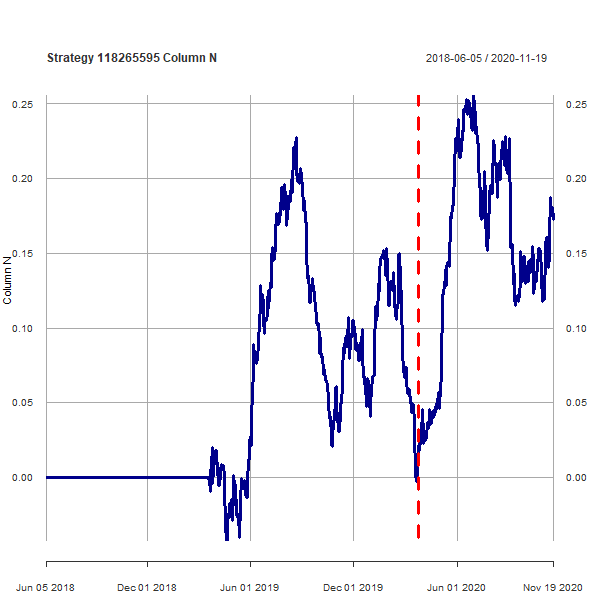 Strategy 118265595 Column N
2018-06-05 / 2020-11-19
0.25
0.25
0.20
0.20
0.15
0.15
Column N
0.10
0.10
0.05
0.05
0.00
0.00
Jun 05 2018
Dec 01 2018
Jun 01 2019
Dec 01 2019
Jun 01 2020
Nov 19 2020